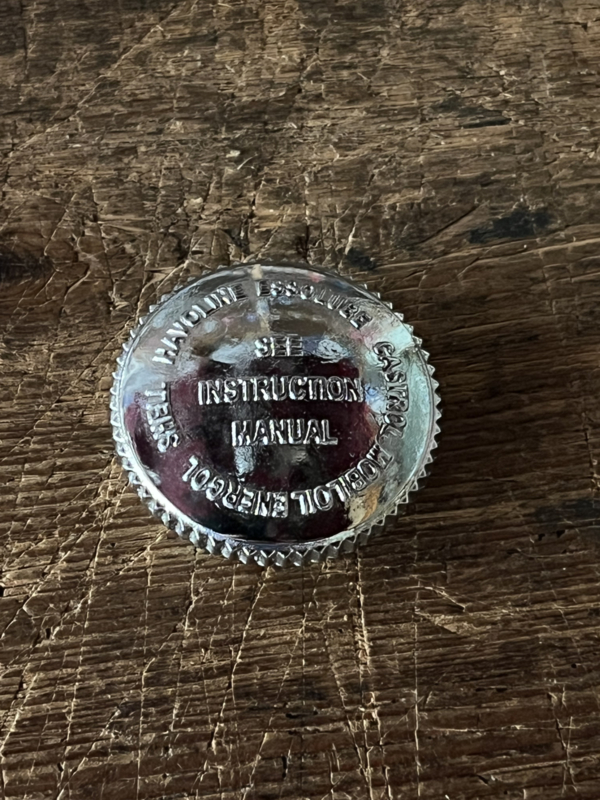 HAVOLINE ESSOLUBE CASTROL MOBILOIL ENERGOL SHELL
SEE
INSTRUCTION
MANUAL